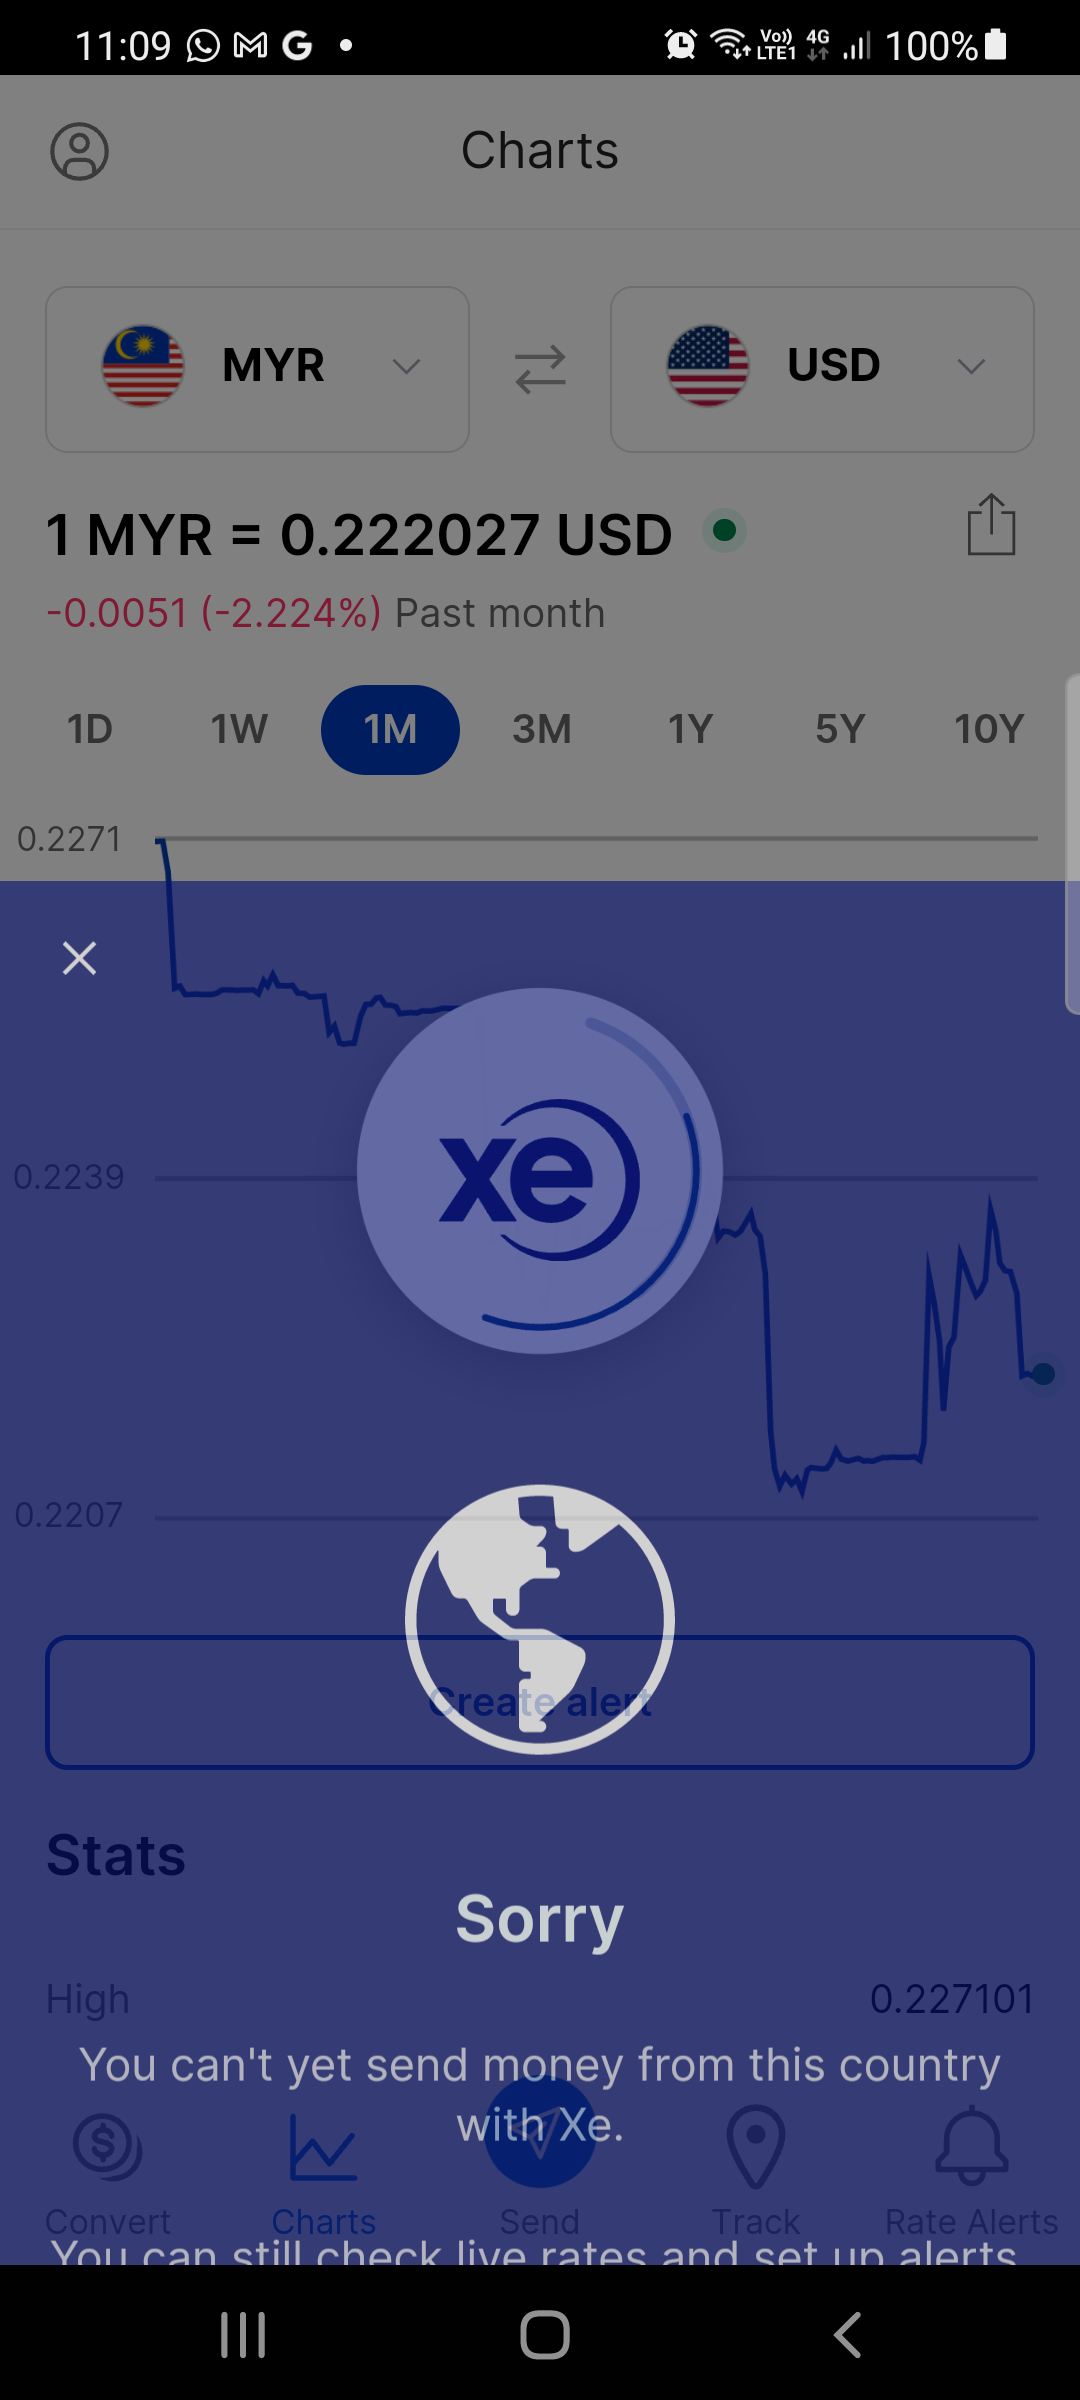 11:09
Vo)) LTE1 4G 100%
Charts
MYR
USD
1 MYR = 0.222027 USD
-0.0051 (-2.224%) Past month
1D 1W 1M 3M 1Y 5Y 10Y
0.2271
xe
0.2239
0.2207
Create alert
Stats
Sorry
High 0.227101
You can't yet send money from this country
with Xe.
Convert Charts Send Track Rate Alerts
You can still check live rates and set up alerts